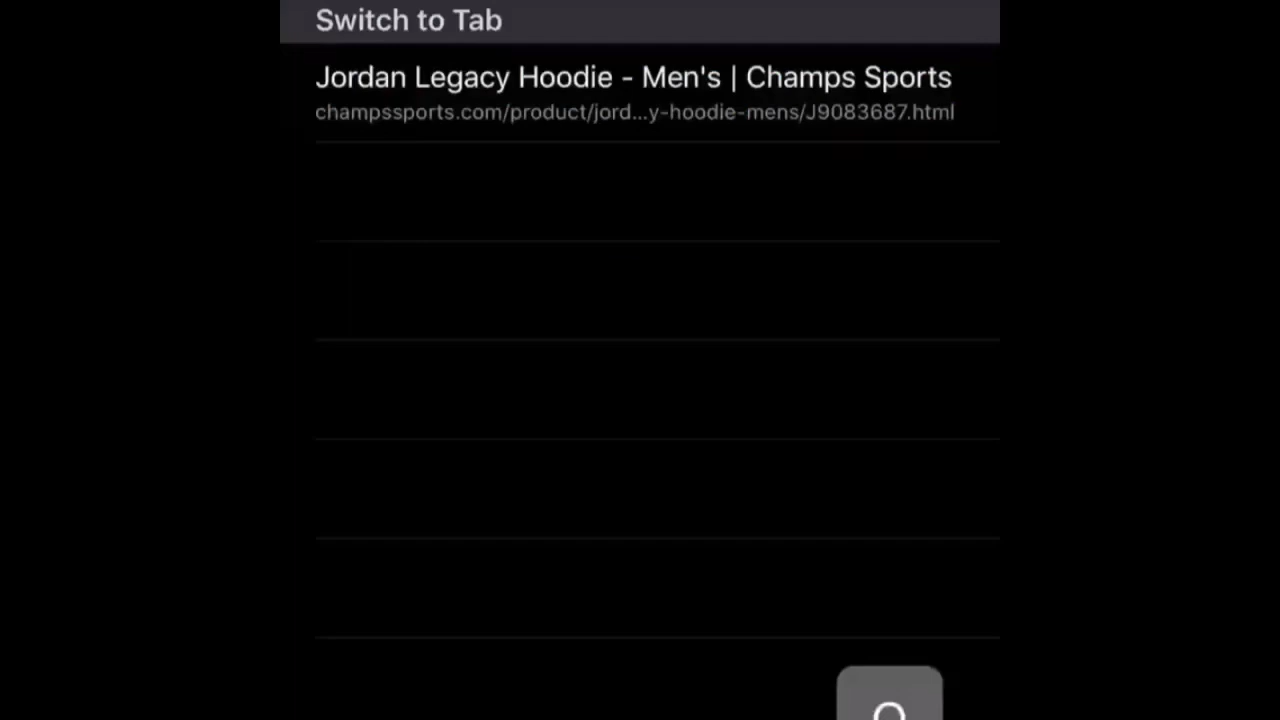 Switch to Tab
Jordan Legacy Hoodie - Men's | Champs Sports
champssports.com/product/jord...y-hoodie-mens/J9083687.html